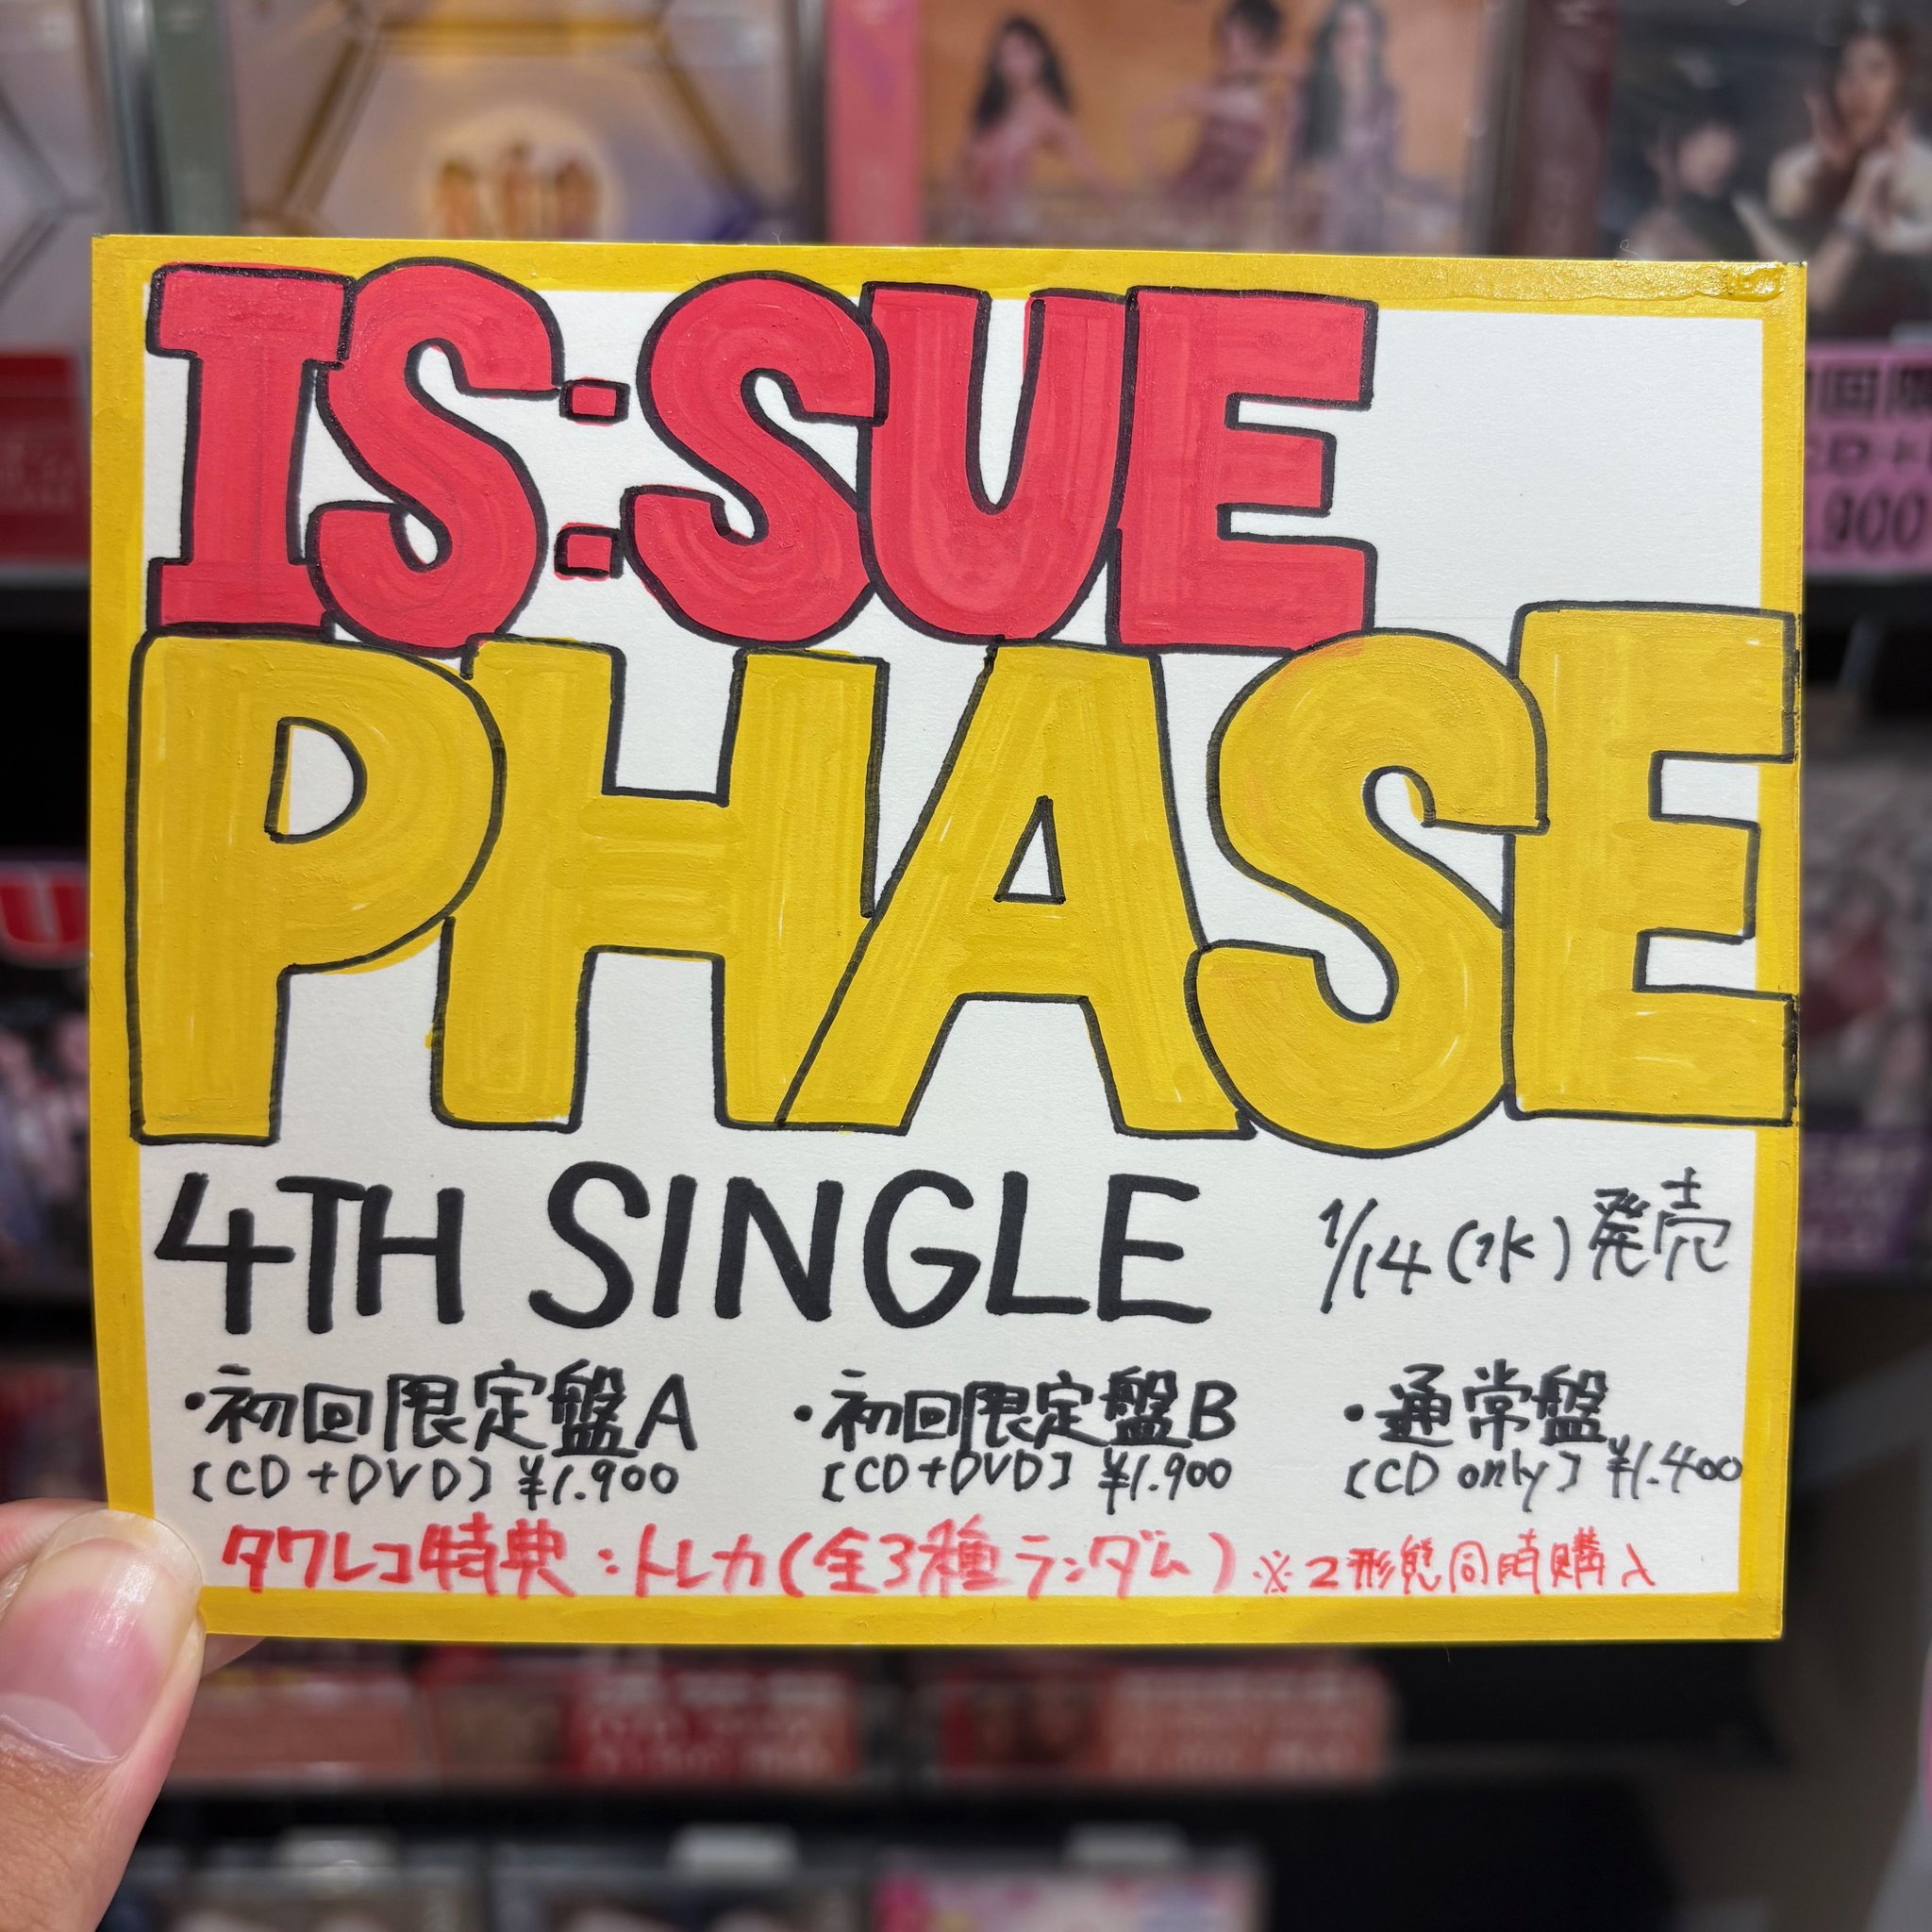 IS:SUE
PHASE
4TH SINGLE 1/14(水)発売
・初回限定盤A ・初回限定盤B ・通常盤
[CD+DVD] ¥1.900 [CD+DVD] ¥1.900 [CD only] ¥1.400
タワレコ特典:トレカ(全3種ランダム)※2形態同時購入